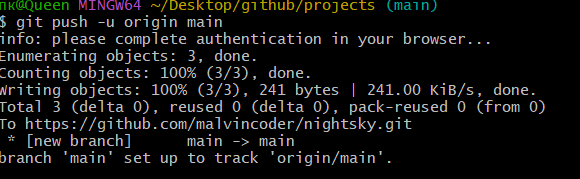 nk@Queen MINGW64 ~/Desktop/github/projects (main)
$ git push -u origin main
info: please complete authentication in your browser...
Enumerating objects: 3, done.
Counting objects: 100% (3/3), done.
Writing objects: 100% (3/3), 241 bytes | 241.00 KiB/s, done.
Total 3 (delta 0), reused 0 (delta 0), pack-reused 0 (from 0)
To https://github.com/malvincoder/nightsky.git
 * [new branch]      main -> main
branch 'main' set up to track 'origin/main'.